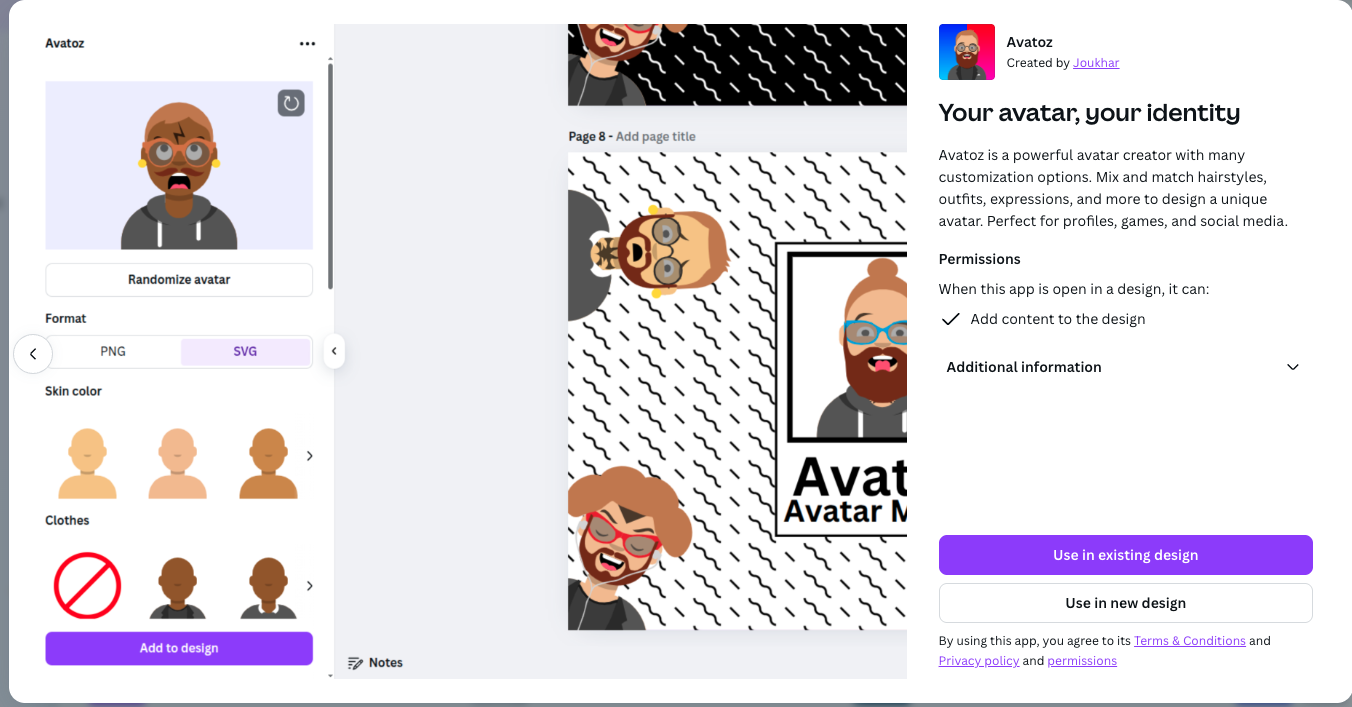 Avatoz
Randomize avatar
Format
PNG
SVG
Skin color
Clothes
Add to design
Page 8 - Add page title
Avat
Avatar M
Notes
Avatoz
Created by Joukhar
Your avatar, your identity
Avatoz is a powerful avatar creator with many
customization options. Mix and match hairstyles,
outfits, expressions, and more to design a unique
avatar. Perfect for profiles, games, and social media.
Permissions
When this app is open in a design, it can:
Add content to the design
Additional information
Use in existing design
Use in new design
By using this app, you agree to its Terms & Conditions and
Privacy policy and permissions